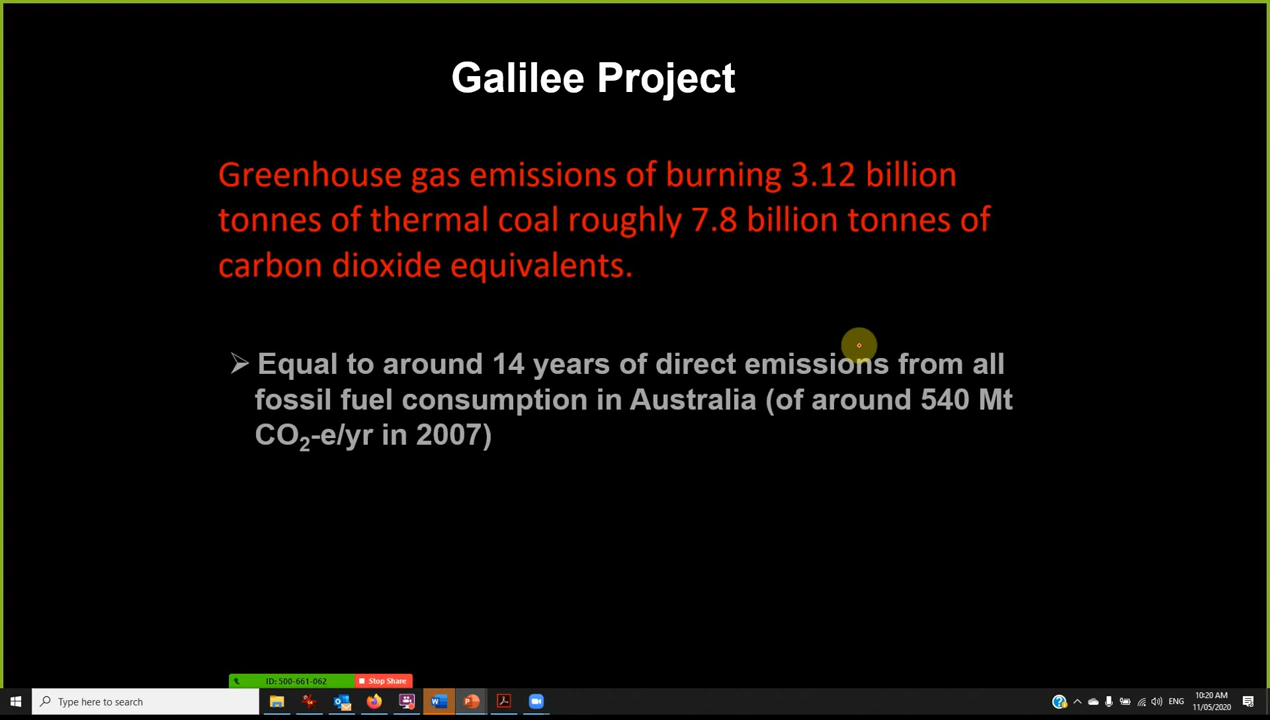 Galilee Project
Greenhouse gas emissions of burning 3.12 billion
tonnes of thermal coal roughly 7.8 billion tonnes of
carbon dioxide equivalents.
➢ Equal to around 14 years of direct emissions from all
fossil fuel consumption in Australia (of around 540 Mt
CO₂-e/yr in 2007)
ID: 500-661-062 Stop Share
Type here to search
ENG
10:20 AM
11/05/2020